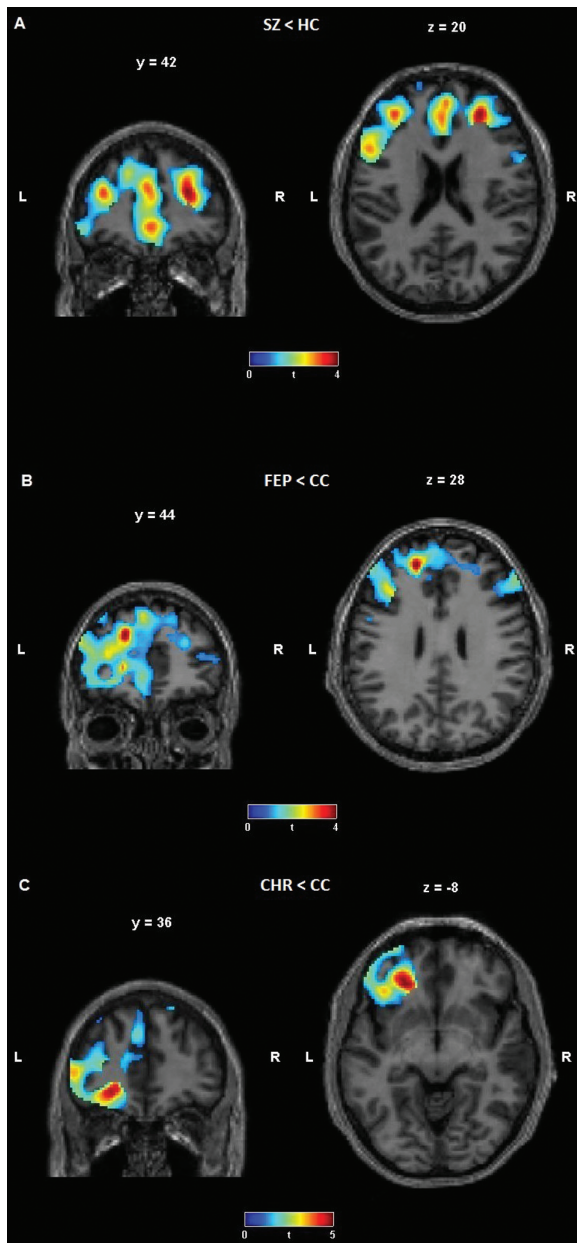 A
SZ < HC
z = 20
y = 42
L
R
L
R
0 t 4
B
FEP < CC
z = 28
y = 44
L
R
L
R
0 t 4
C
CHR < CC
z = -8
y = 36
L
R
L
R
0 t 5